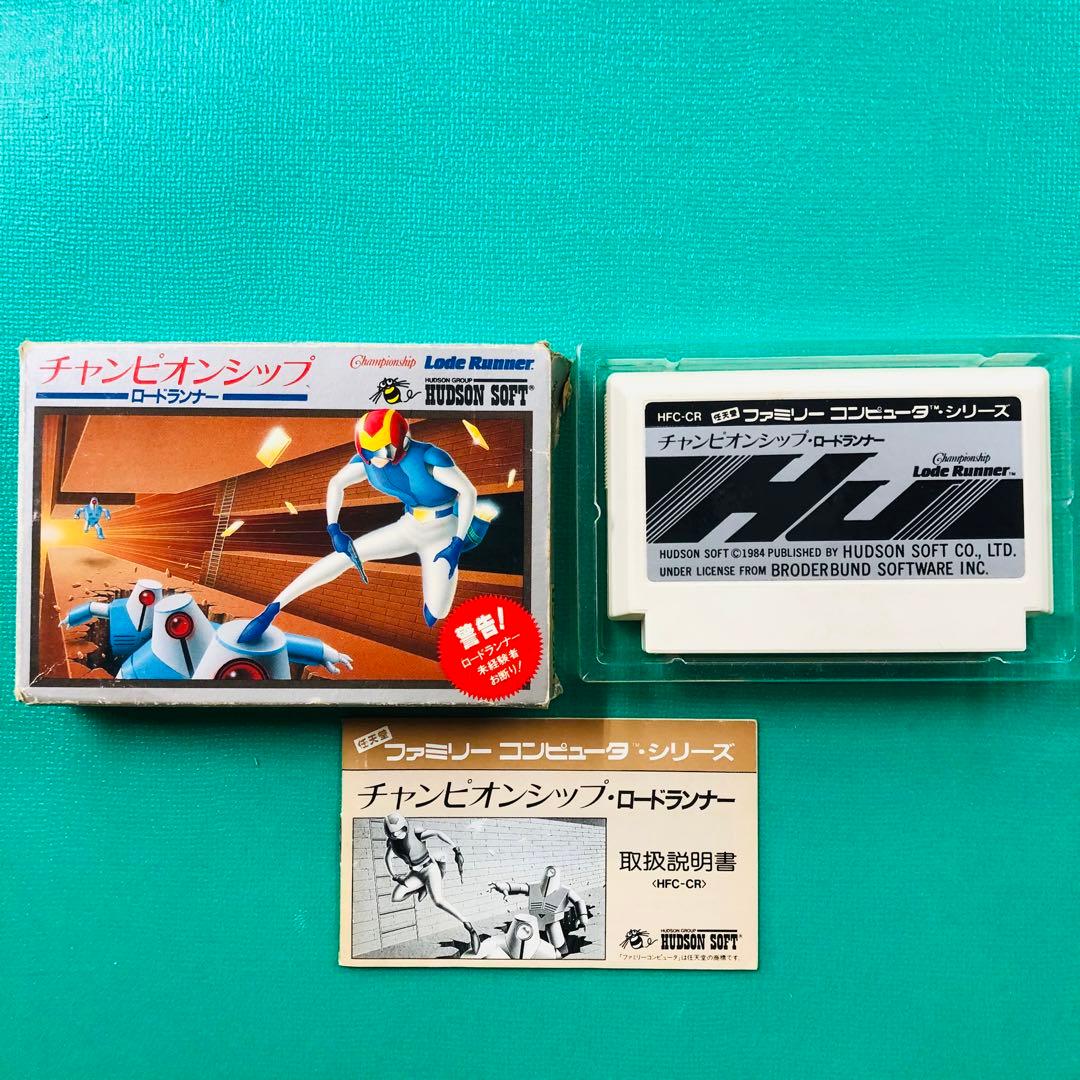 チャンピオンシップ
ロードランナー
Championship Lode Runner™
HUDSON GROUP
HUDSON SOFT®
警告!
ロードランナー
未経験者
お断り!
HFC-CR 任天堂 ファミリー コンピュータ™・シリーズ
チャンピオンシップ・ロードランナー
Championship
Lode Runner™
HU
HUDSON SOFT ©1984 PUBLISHED BY HUDSON SOFT CO., LTD.
UNDER LICENSE FROM BRODERBUND SOFTWARE INC.
任天堂 ファミリー コンピュータ™・シリーズ
チャンピオンシップ・ロードランナー
取扱説明書
〈HFC-CR〉
HUDSON GROUP
HUDSON SOFT®
「ファミリーコンピュータ」は任天堂の商標です。